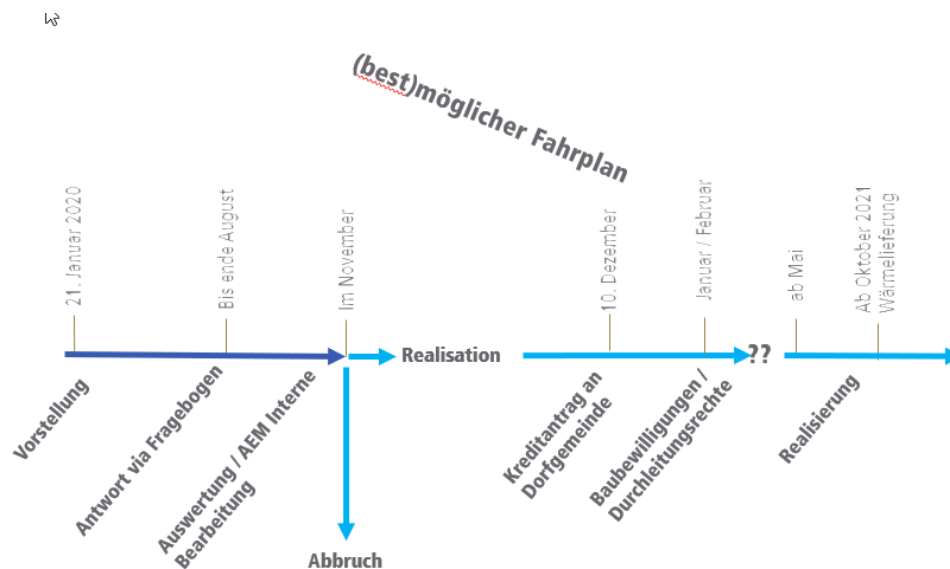 (best)möglicher Fahrplan
21. Januar 2020
Bis ende August
Im November
10. Dezember
Januar / Februar
ab Mai
Ab Oktober 2021
Wärmelieferung
Realisation
??
Vorstellung
Antwort via Fragebogen
Auswertung / AEM Interne
Bearbeitung
Kreditantrag an
Dorfgemeinde
Baubewilligungen /
Durchleitungsrechte
Realisierung
Abbruch